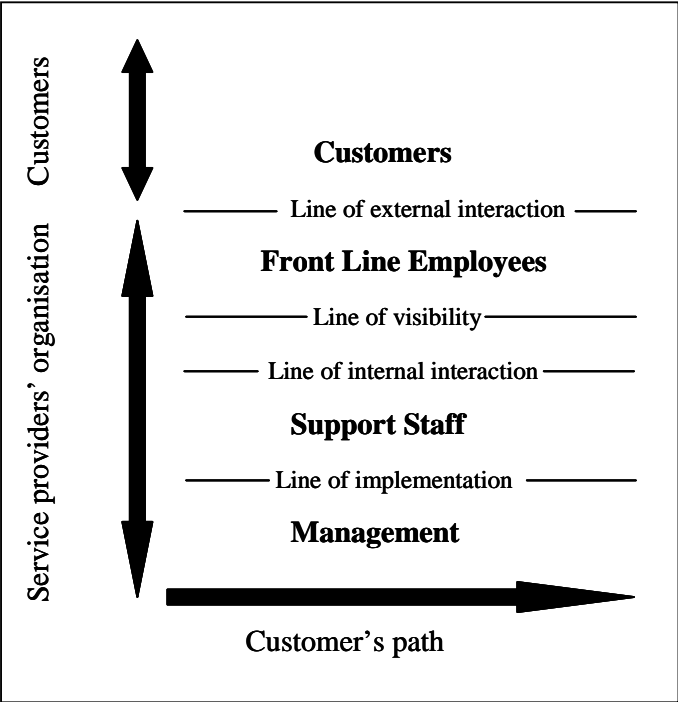 Customers
Service providers’ organisation
Customers
Line of external interaction
Front Line Employees
Line of visibility
Line of internal interaction
Support Staff
Line of implementation
Management
Customer’s path